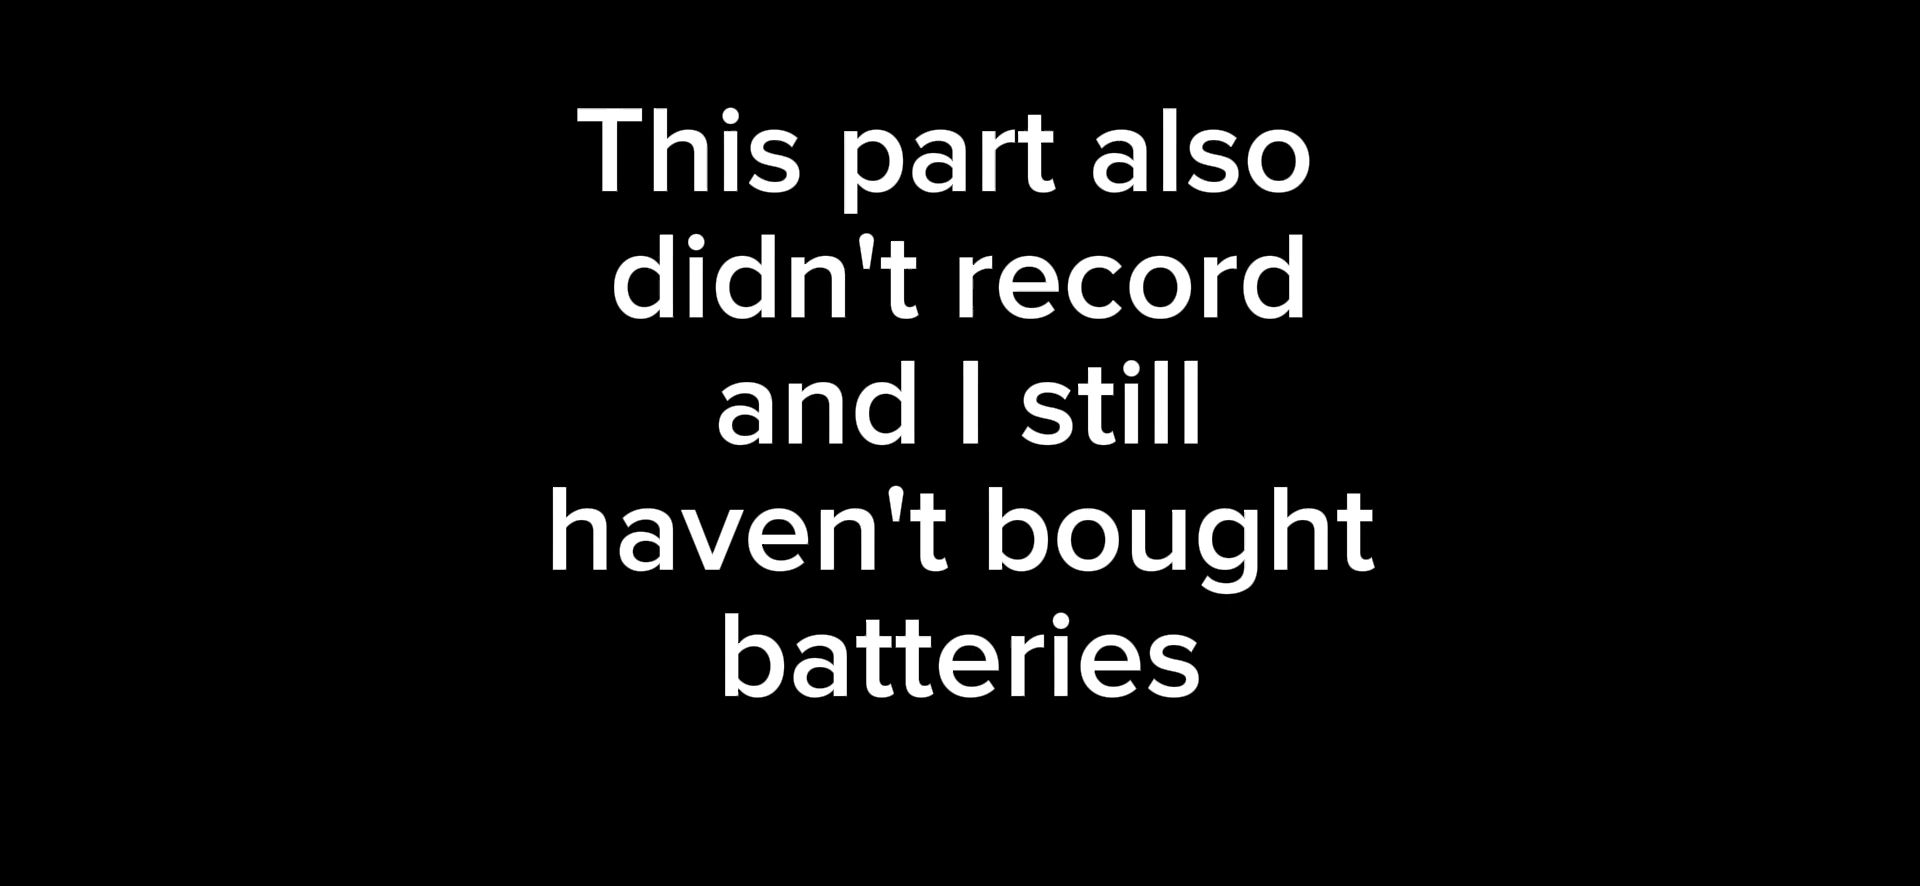 This part also
didn't record
and I still
haven't bought
batteries